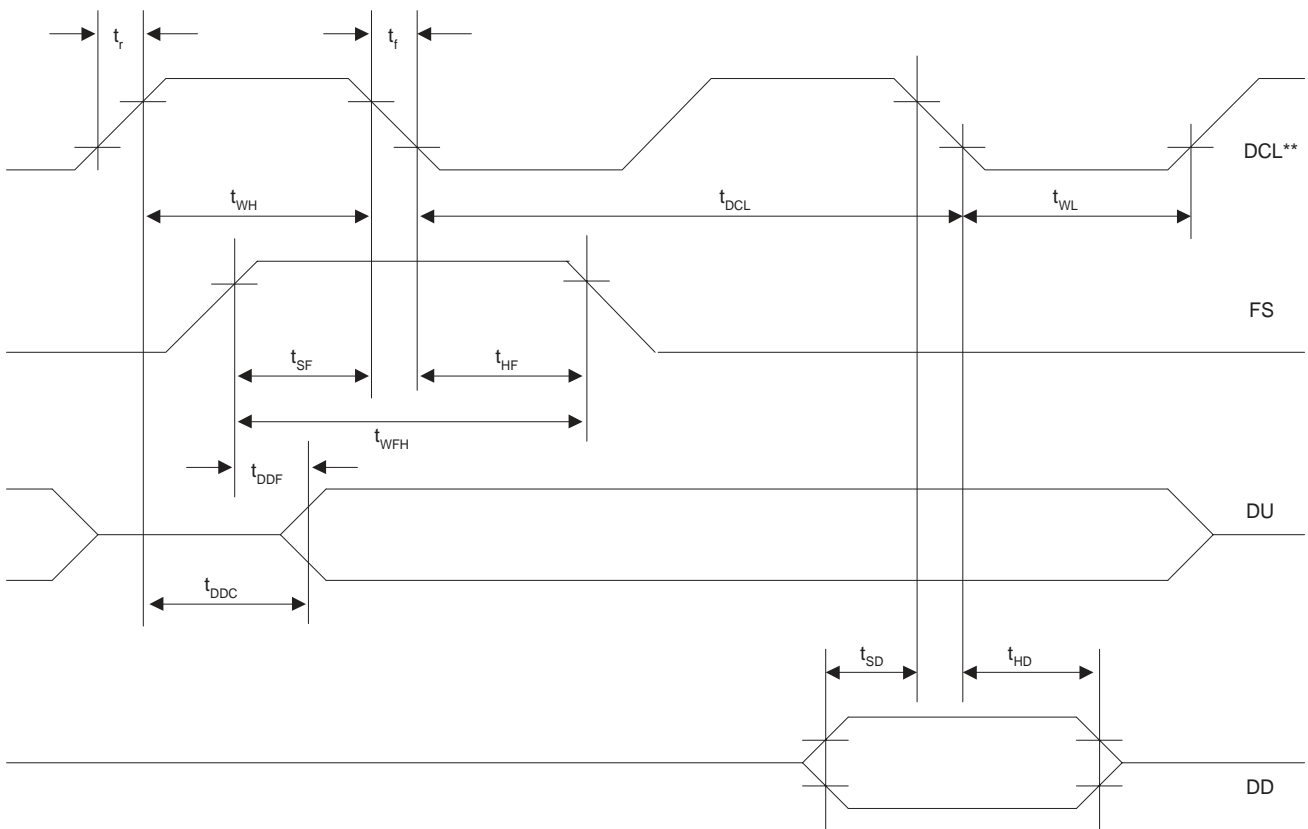 tr
tf
DCL**
tWH
tDCL
tWL
FS
tSF
tHF
tWFH
tDDF
DU
tDDC
tSD
tHD
DD